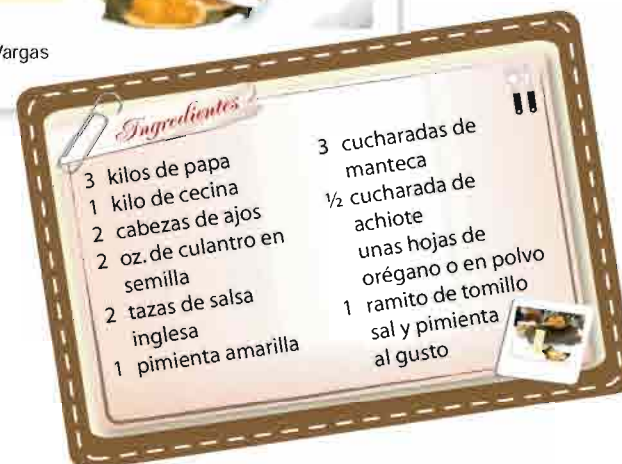 Vargas
Ingredientes
3 kilos de papa
1 kilo de cecina
2 cabezas de ajos
2 oz. de culantro en
semilla
2 tazas de salsa
inglesa
1 pimienta amarilla
3 cucharadas de
manteca
½ cucharada de
achiote
unas hojas de
orégano o en polvo
1 ramito de tomillo
sal y pimienta
al gusto